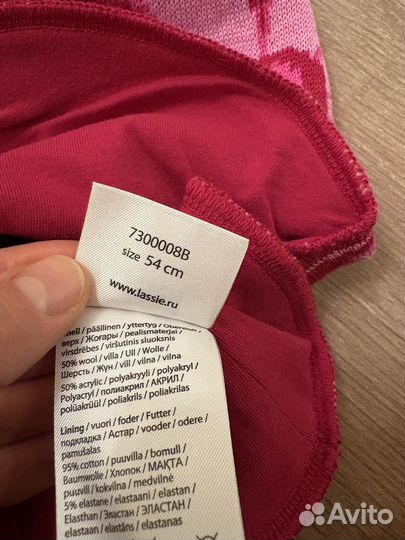 7300008B
size 54 cm
www.lassie.ru
shell / päällinen / yttertyg / Oberstoff /
верх / Жоғары / pealismaterjal /
virsdrēbes / viršutinis sluoksnis
50% wool / villa / Ull / Wolle /
Шерсть / Жүн / vill / vilna / vilna
50% acrylic / polyakryyli / polyakryl /
Polyacryl / полиакрил / АКРИЛ /
polüakrüül / poliakrils / poliakrilas
Lining / vuori / foder / Futter /
подкладка / Астар / vooder / odere /
pamušalas
95% cotton / puuvilla / bomull /
Baumwolle / Хлопок / МАҚТА /
puuvill / kokvilna / medvilnė
5% elastane / elastaani / elastan /
Elasthan / Эластан / ЭЛАСТАН /
elastaan / elastāns / elastanas
Avito